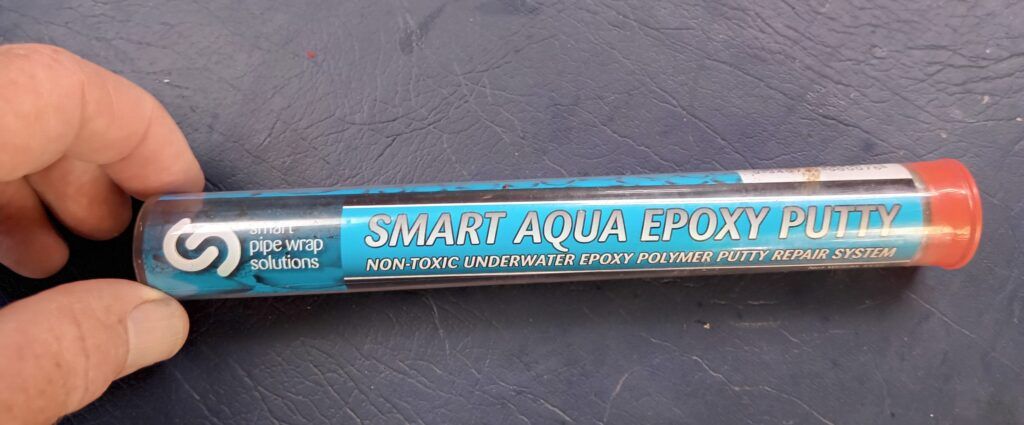 smart
pipe wrap
solutions
SMART AQUA EPOXY PUTTY
NON-TOXIC UNDERWATER EPOXY POLYMER PUTTY REPAIR SYSTEM